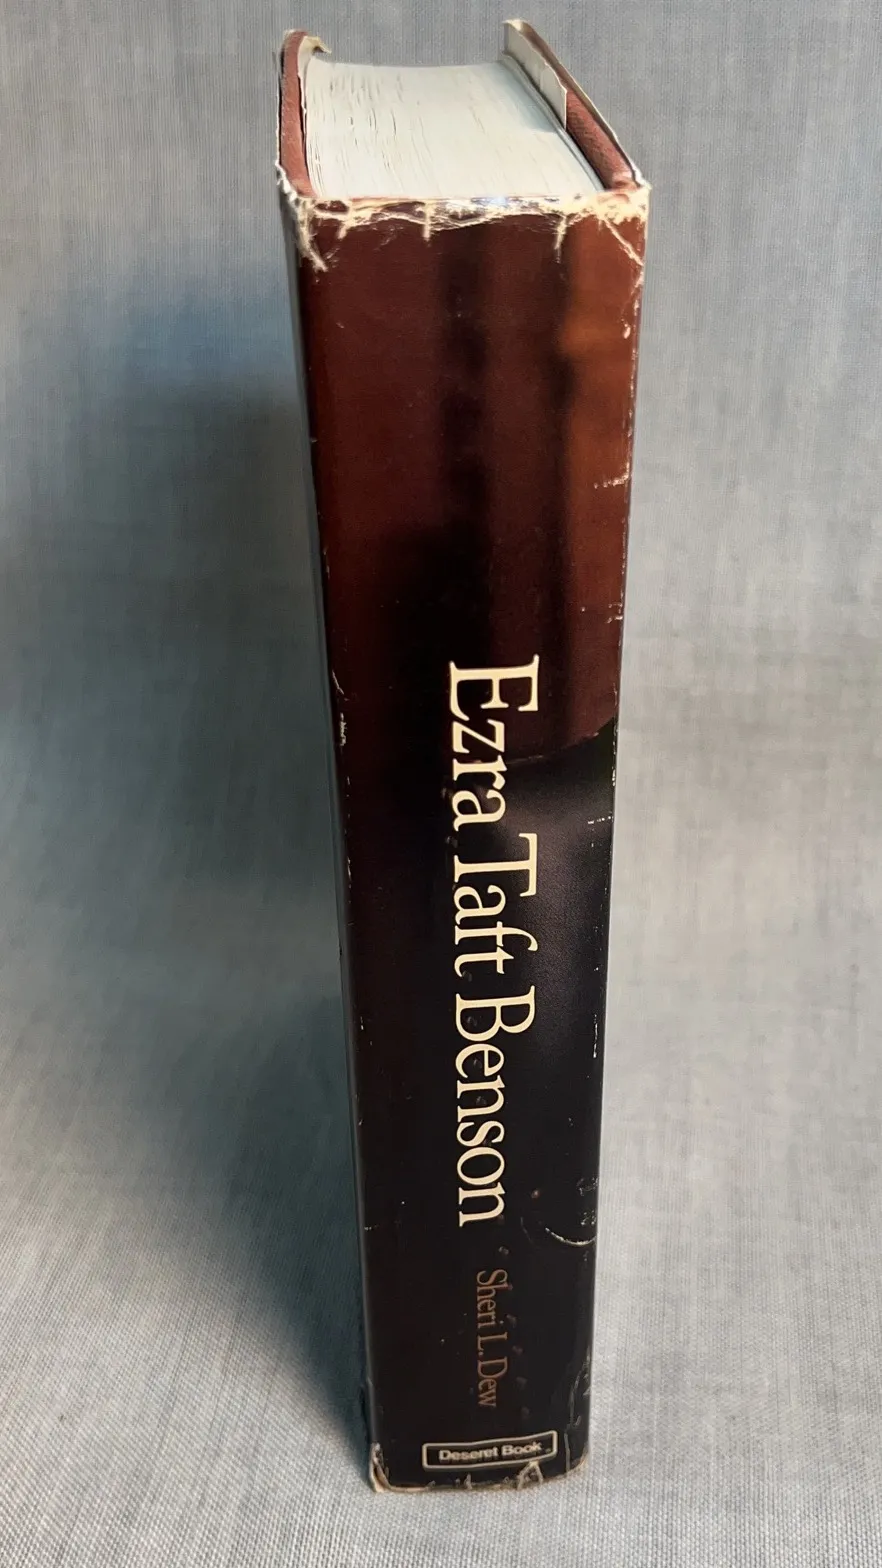 Ezra Taft Benson
Sheri L. Dew
Deseret Book